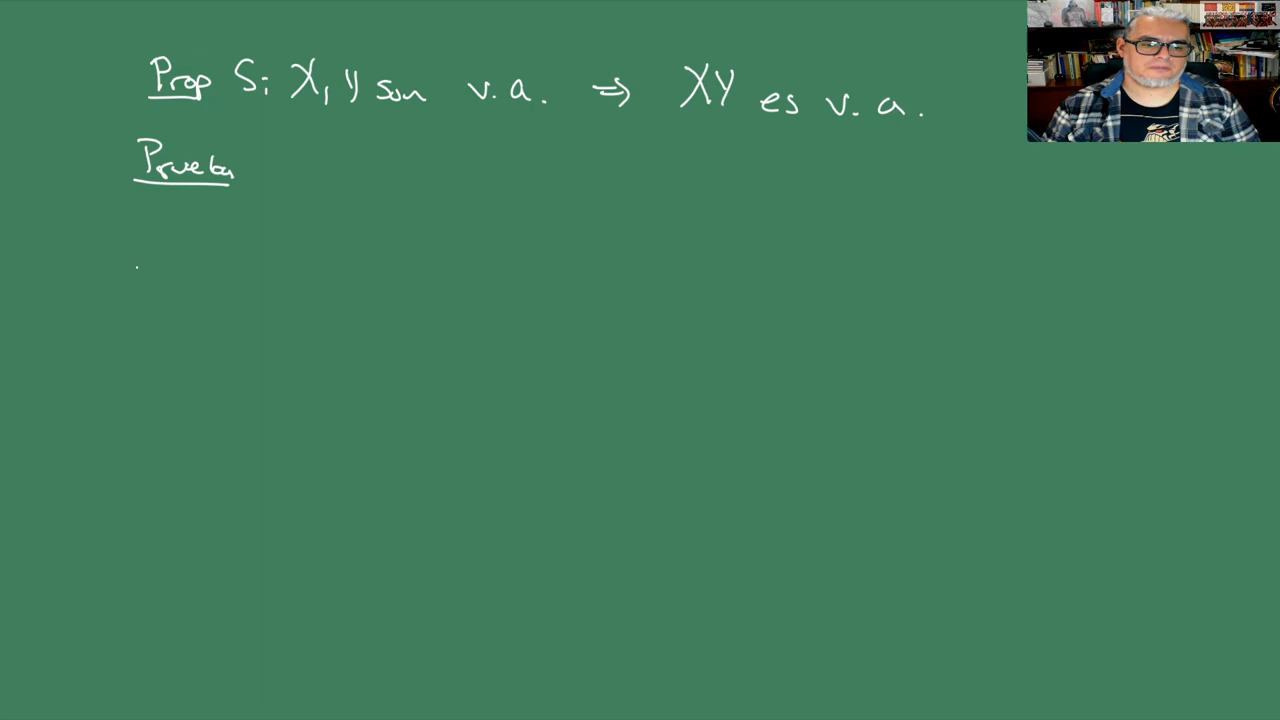 Prop Si X, Y son v.a. ⇒ XY es v.a.
Prueba